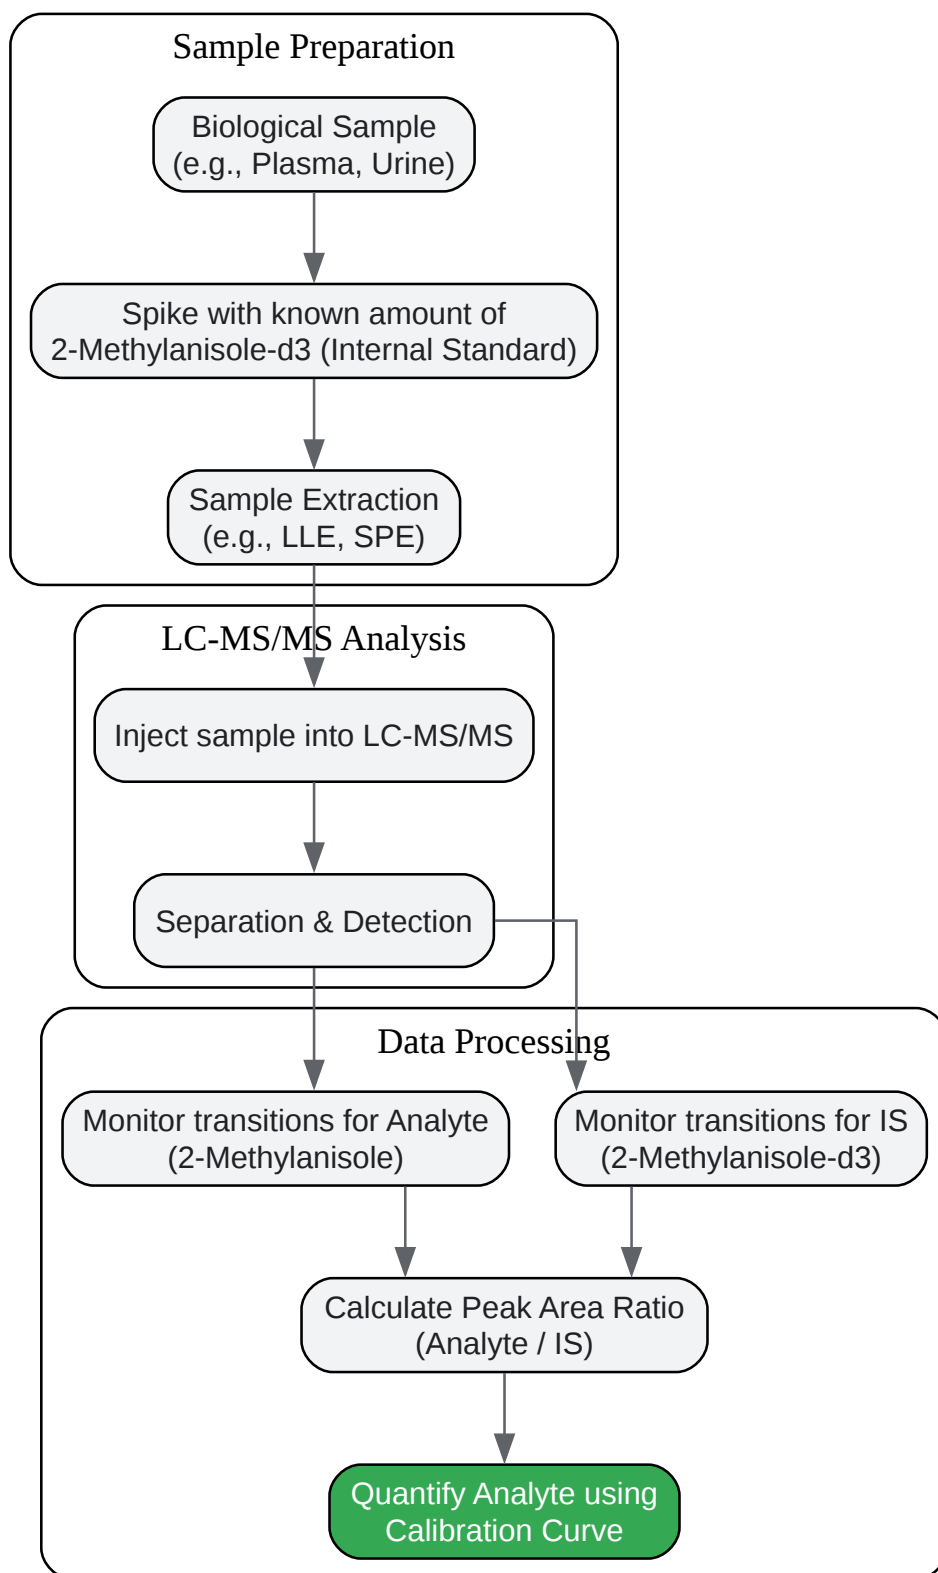 Sample Preparation
Biological Sample
(e.g., Plasma, Urine)
Spike with known amount of
2-Methylanisole-d3 (Internal Standard)
Sample Extraction
(e.g., LLE, SPE)
LC-MS/MS Analysis
Inject sample into LC-MS/MS
Separation & Detection
Data Processing
Monitor transitions for Analyte
(2-Methylanisole)
Monitor transitions for IS
(2-Methylanisole-d3)
Calculate Peak Area Ratio
(Analyte / IS)
Quantify Analyte using
Calibration Curve